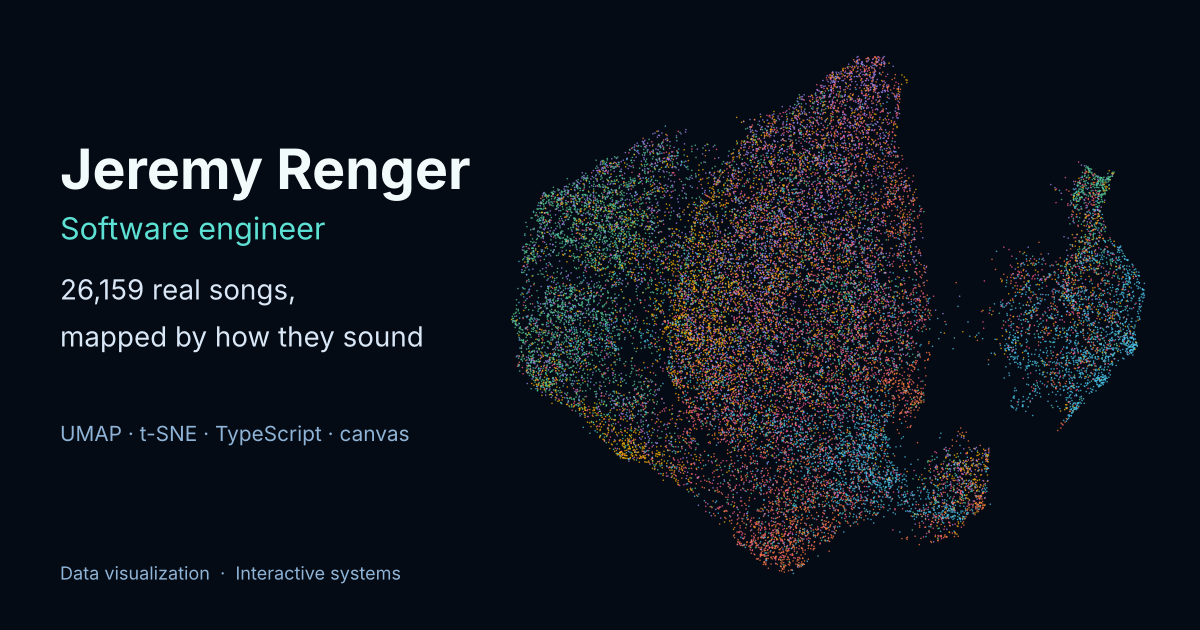 Jeremy Renger
Software engineer
26,159 real songs,
mapped by how they sound
UMAP · t-SNE · TypeScript · canvas
Data visualization · Interactive systems